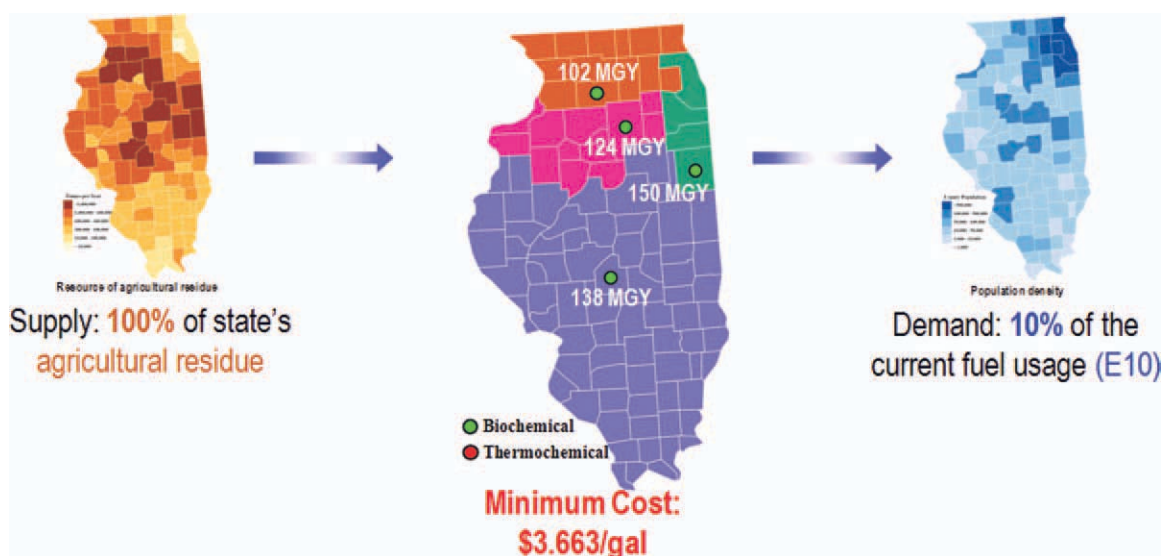 102 MGY
124 MGY
150 MGY
138 MGY
Resource of agricultural residue
Supply: 100% of state's
agricultural residue
Biochemical
Thermochemical
Minimum Cost:
$3.663/gal
Population density
Demand: 10% of the
current fuel usage (E10)